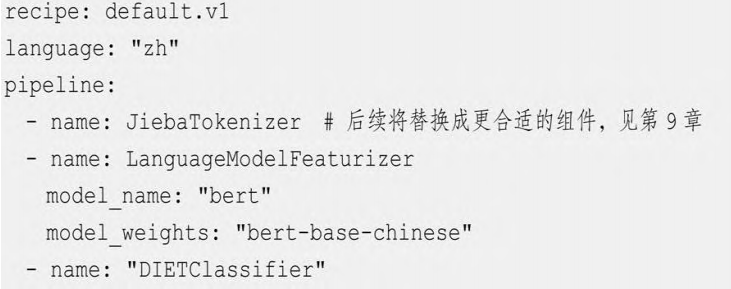 recipe: default.v1
language: "zh"
pipeline:
  - name: JiebaTokenizer  # 后续将替换成更合适的组件，见第 9 章
  - name: LanguageModelFeaturizer
    model_name: "bert"
    model_weights: "bert-base-chinese"
  - name: "DIETClassifier"